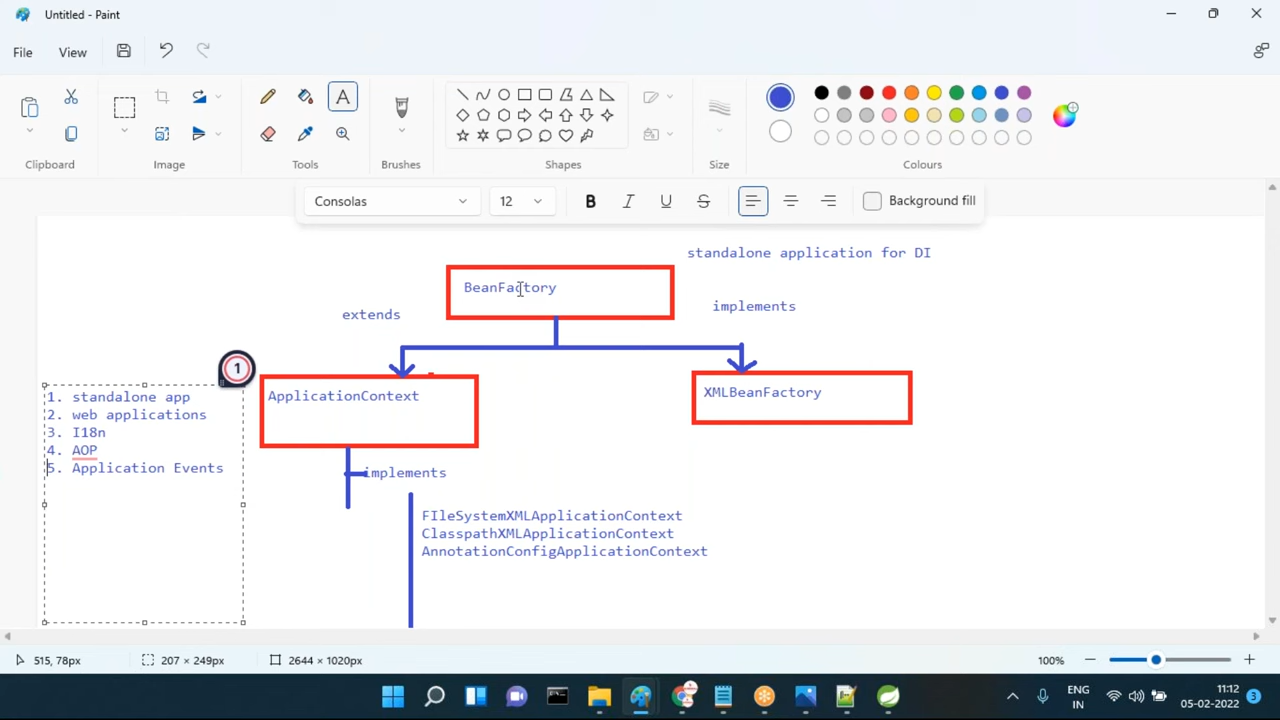 Untitled - Paint
File
View
Clipboard
Image
Tools
Brushes
Shapes
Size
Colours
Consolas
12
B
I
U
S
Background fill
A
standalone application for DI
BeanFactory
extends
implements
1
1. standalone app
2. web applications
3. I18n
4. AOP
5. Application Events
ApplicationContext
XMLBeanFactory
implements
FIleSystemXMLApplicationContext
ClasspathXMLApplicationContext
AnnotationConfigApplicationContext
515, 78px
207 × 249px
2644 × 1020px
100%
ENG
IN
11:12
05-02-2022
3